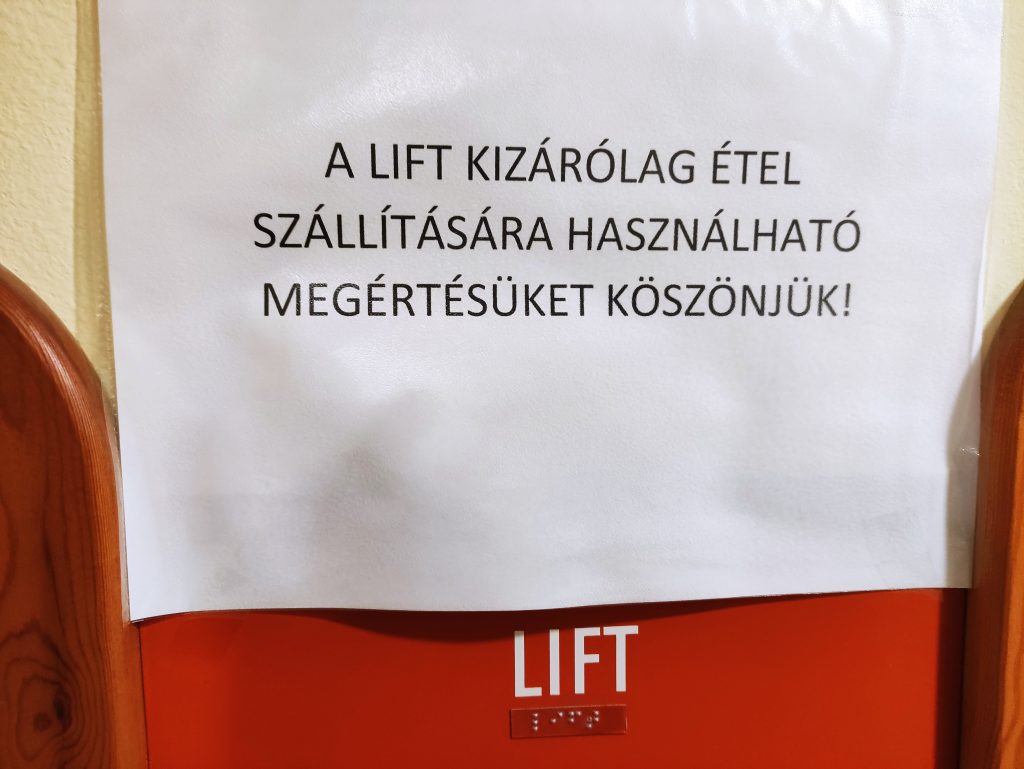 A LIFT KIZÁRÓLAG ÉTEL
SZÁLLÍTÁSÁRA HASZNÁLHATÓ
MEGÉRTÉSÜKET KÖSZÖNJÜK!
LIFT